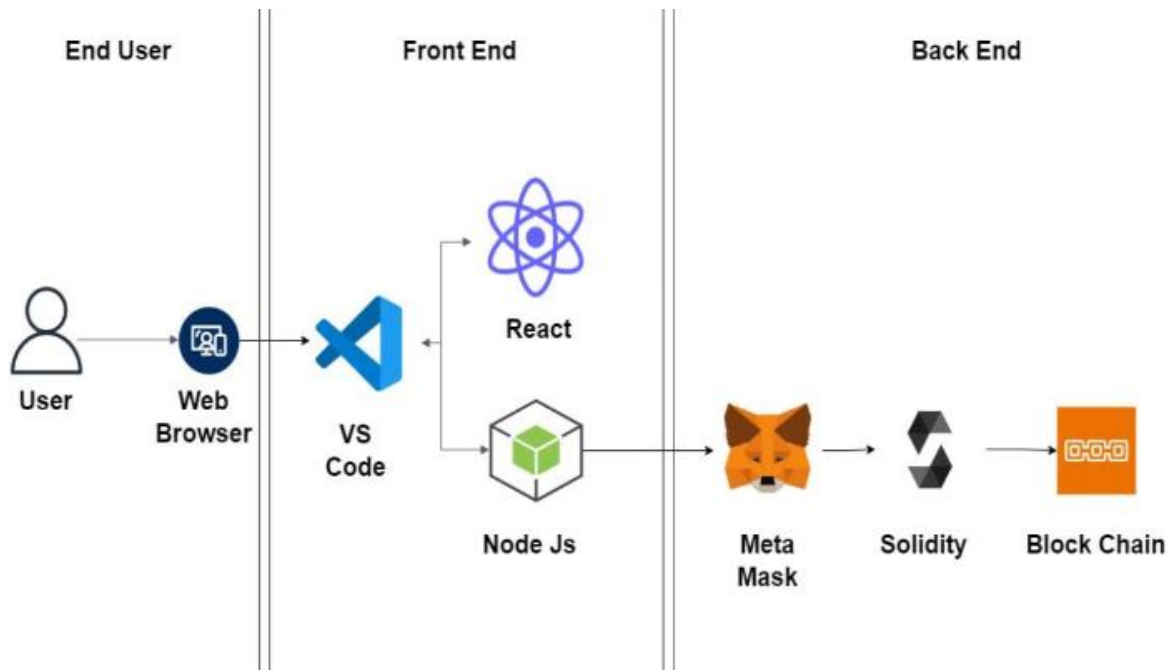 End User
Front End
Back End
React
User
Web
Browser
VS
Code
Node Js
Meta
Mask
Solidity
Block Chain